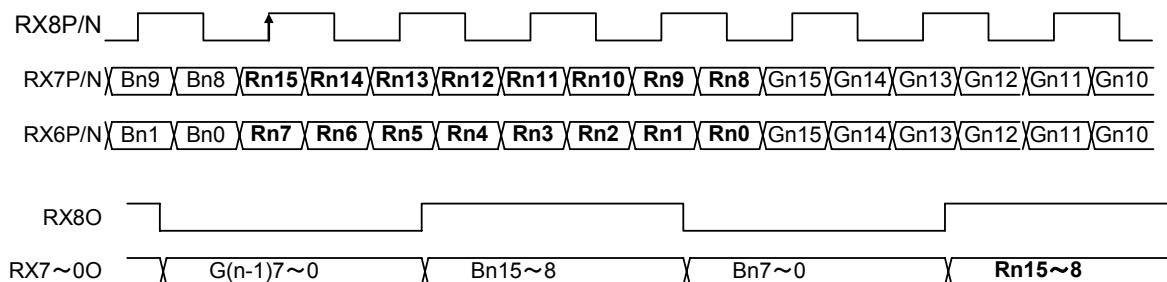 RX8P/N
RX7P/N Bn9 Bn8 Rn15 Rn14 Rn13 Rn12 Rn11 Rn10 Rn9 Rn8 Gn15 Gn14 Gn13 Gn12 Gn11 Gn10
RX6P/N Bn1 Bn0 Rn7 Rn6 Rn5 Rn4 Rn3 Rn2 Rn1 Rn0 Gn15 Gn14 Gn13 Gn12 Gn11 Gn10
RX8O
RX7～0O G(n-1)7～0 Bn15～8 Bn7～0 Rn15～8